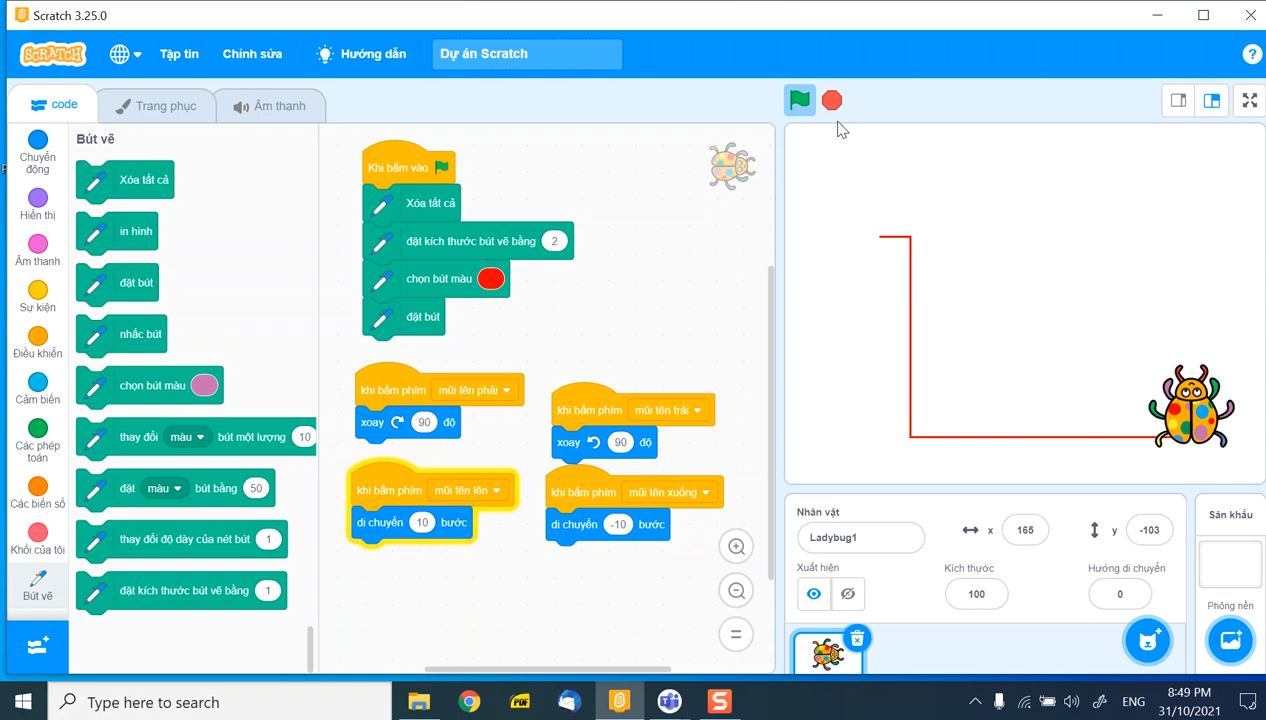 Scratch 3.25.0
SCRATCH
Tập tin
Chỉnh sửa
Hướng dẫn
Dự án Scratch
?
code
Trang phục
Âm thanh
Chuyển động
Hiển thị
Âm thanh
Sự kiện
Điều khiển
Cảm biến
Các phép toán
Các biến số
Khối của tôi
Bút vẽ
Bút vẽ
Xóa tất cả
in hình
đặt bút
nhấc bút
chọn bút màu
thay đổi màu bút một lượng 10
đặt màu bút bằng 50
thay đổi độ dày của nét bút 1
đặt kích thước bút vẽ bằng 1
Khi bấm vào
Xóa tất cả
đặt kích thước bút vẽ bằng 2
chọn bút màu
đặt bút
khi bấm phím mũi tên phải
xoay 90 độ
khi bấm phím mũi tên trái
xoay 90 độ
khi bấm phím mũi tên lên
di chuyển 10 bước
khi bấm phím mũi tên xuống
di chuyển -10 bước
Nhân vật
Ladybug1
x 165
y -103
Xuất hiện
Kích thước
100
Hướng di chuyển
0
Sân khấu
Phông nền
Type here to search
PDF
S
ENG
8:49 PM
31/10/2021